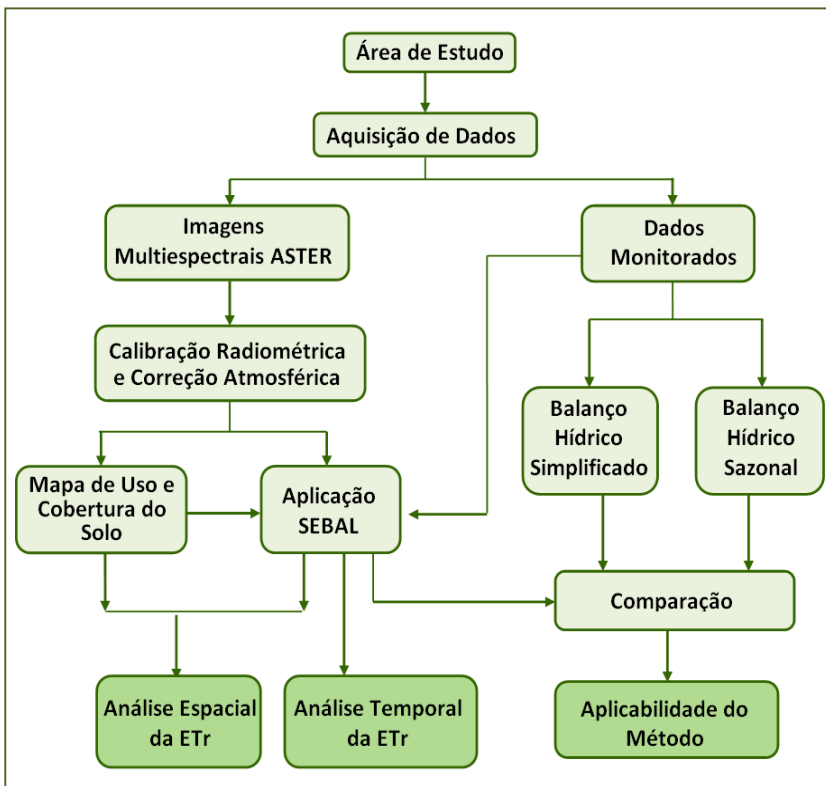 Área de Estudo
Aquisição de Dados
Imagens
Multiespectrais ASTER
Dados
Monitorados
Calibração Radiométrica
e Correção Atmosférica
Balanço
Hídrico
Simplificado
Balanço
Hídrico
Sazonal
Mapa de Uso e
Cobertura do
Solo
Aplicação
SEBAL
Comparação
Análise Espacial
da ETr
Análise Temporal
da ETr
Aplicabilidade do
Método